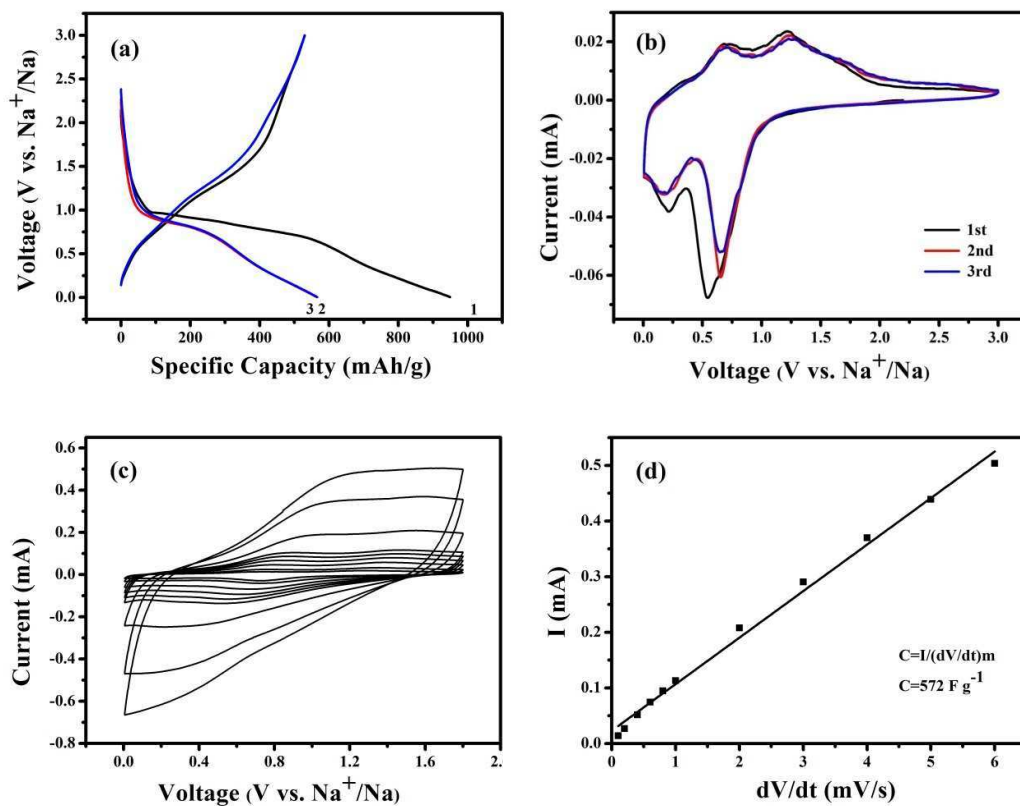 (a)
3.0
2.5
2.0
1.5
1.0
0.5
0.0
3 2 1
0 200 400 600 800 1000
Voltage (V vs. Na⁺/Na)
Specific Capacity (mAh/g)
(b)
0.02
0.00
-0.02
-0.04
-0.06
1st
2nd
3rd
0.0 0.5 1.0 1.5 2.0 2.5 3.0
Current (mA)
Voltage (V vs. Na⁺/Na)
(c)
0.6
0.4
0.2
0.0
-0.2
-0.4
-0.6
-0.8
0.0 0.4 0.8 1.2 1.6 2.
Current (mA)
Voltage (V vs. Na⁺/Na)
(d)
0.5
0.4
0.3
0.2
0.1
0.0
C=I/(dV/dt)m
C=572 F g⁻¹
0 1 2 3 4 5 6
I (mA)
dV/dt (mV/s)